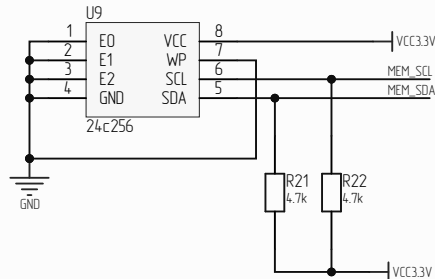 U9
1 E0 VCC 8
VCC3.3V
2 E1 WP 7
3 E2 SCL 6
MEM_SCL
4 GND SDA 5
MEM_SDA
24c256
R21
4.7k
R22
4.7k
GND
VCC3.3V